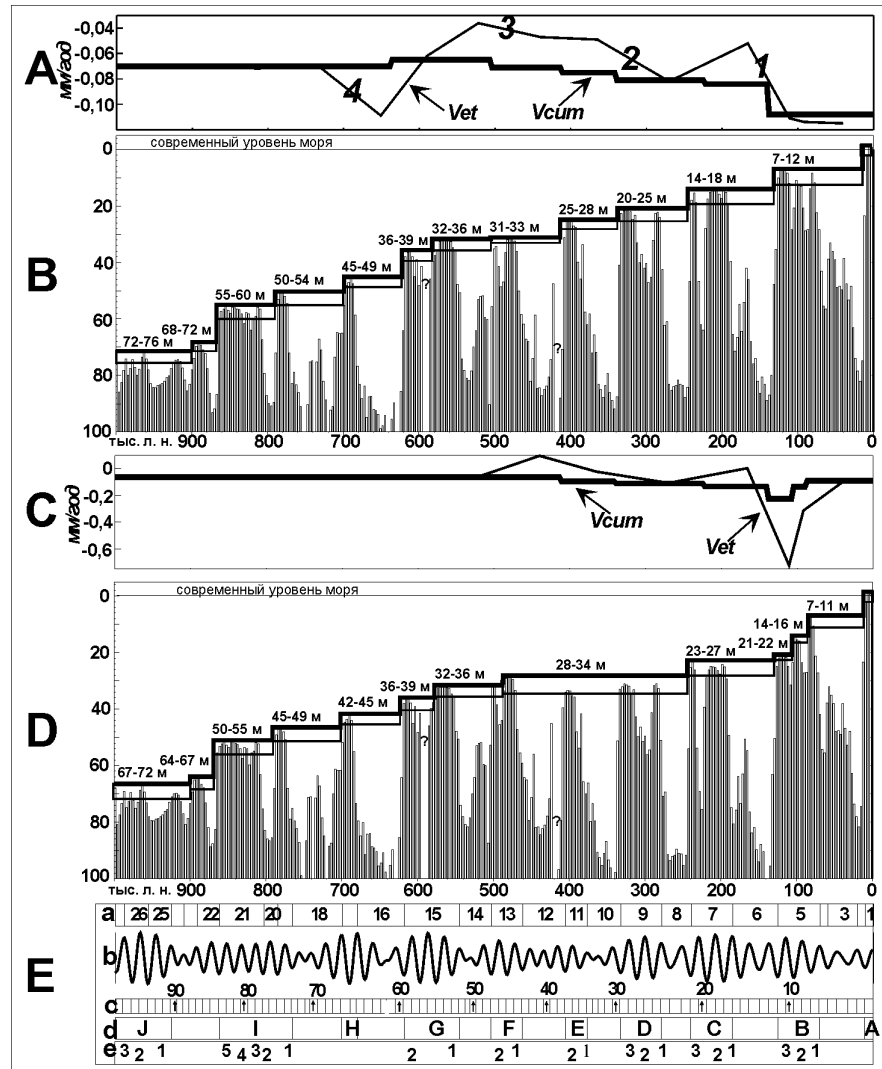 A
мм/год
-0,04
-0,06
-0,08
-0,10
4
3
2
1
Vet
Vcum
B
современный уровень моря
0
20
40
60
80
100
72-76 м
68-72 м
55-60 м
50-54 м
45-49 м
36-39 м
32-36 м
31-33 м
25-28 м
20-25 м
14-18 м
7-12 м
?
?
тыс. л. н. 900 800 700 600 500 400 300 200 100 0
C
мм/год
0
-0,2
-0,4
-0,6
Vcum
Vet
D
современный уровень моря
0
20
40
60
80
100
67-72 м
64-67 м
50-55 м
45-49 м
42-45 м
36-39 м
32-36 м
28-34 м
23-27 м
21-22 м
14-16 м
7-11 м
?
?
тыс. л. н. 900 800 700 600 500 400 300 200 100 0
E
a 26 25 22 21 20 18 16 15 14 13 12 11 10 9 8 7 6 5 3 1
b
90 80 70 60 50 40 30 20 10
c
d J I H G F E D C B A
e 3 2 1 5 4 3 2 1 2 1 2 1 2 1 3 2 1 3 2 1 3 2 1